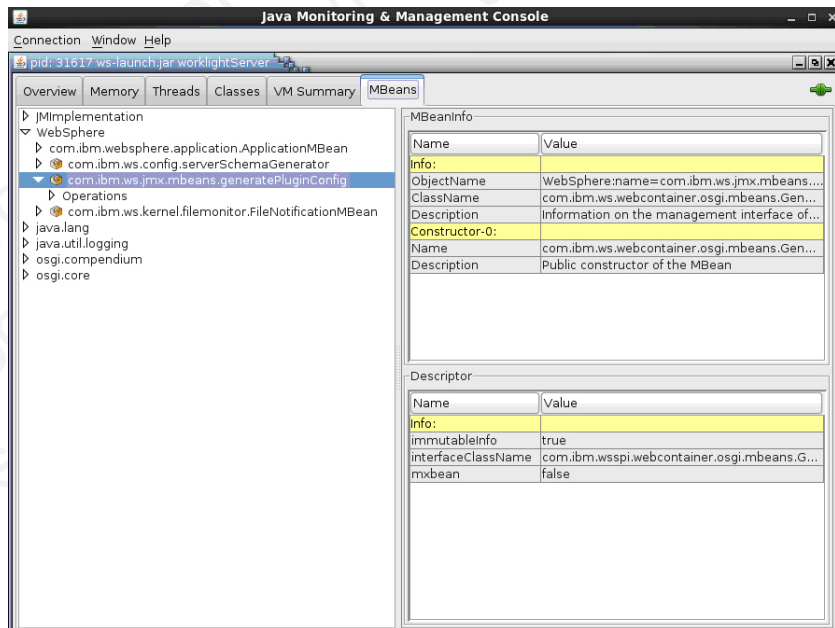 Java Monitoring & Management Console
Connection Window Help
pid: 31617 ws-launch.jar worklightServer
Overview Memory Threads Classes VM Summary MBeans
JMImplementation
WebSphere
com.ibm.websphere.application.ApplicationMBean
com.ibm.ws.config.serverSchemaGenerator
com.ibm.ws.jmx.mbeans.generatePluginConfig
Operations
com.ibm.ws.kernel.filemonitor.FileNotificationMBean
java.lang
java.util.logging
osgi.compendium
osgi.core
MBeanInfo
Name Value
Info:
ObjectName WebSphere:name=com.ibm.ws.jmx.mbeans....
ClassName com.ibm.ws.webcontainer.osgi.mbeans.Gen...
Description Information on the management interface of...
Constructor-0:
Name com.ibm.ws.webcontainer.osgi.mbeans.Gen...
Description Public constructor of the MBean
Descriptor
Name Value
Info:
immutableInfo true
interfaceClassName com.ibm.wsspi.webcontainer.osgi.mbeans.G...
mxbean false